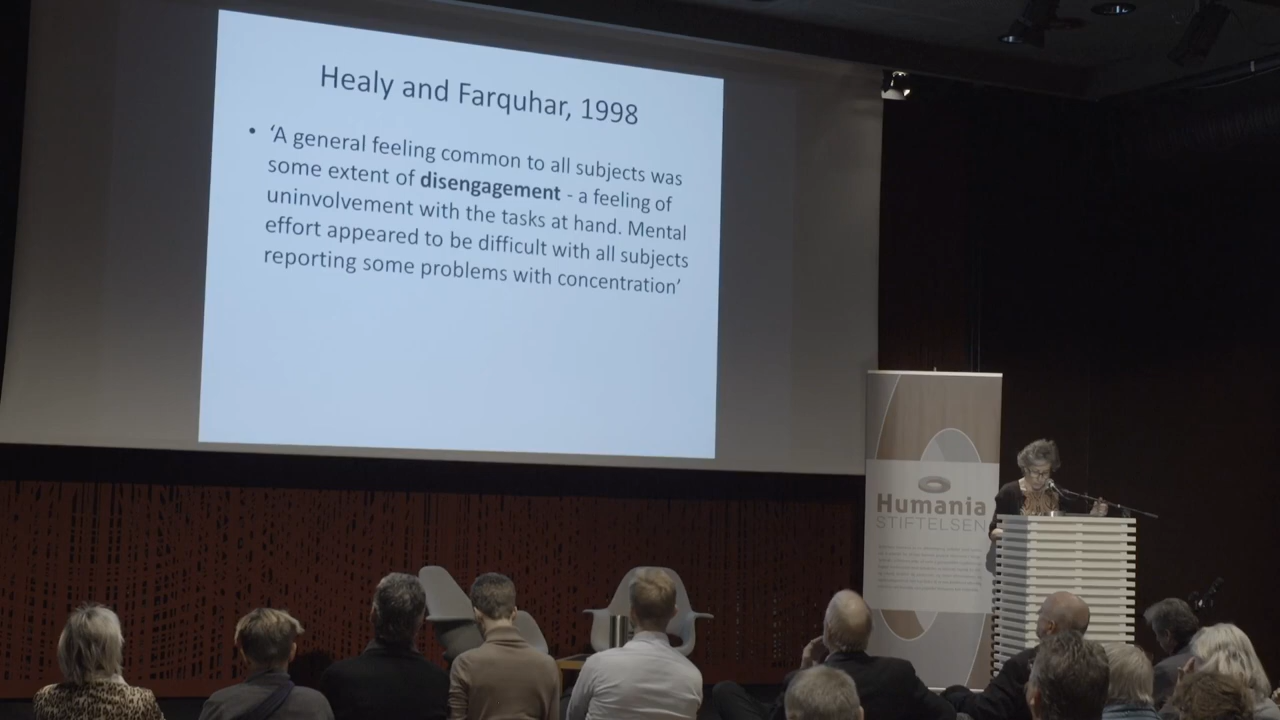 Healy and Farquhar, 1998
• ‘A general feeling common to all subjects was
some extent of disengagement - a feeling of
uninvolvement with the tasks at hand. Mental
effort appeared to be difficult with all subjects
reporting some problems with concentration’
Humania
STIFTELSEN